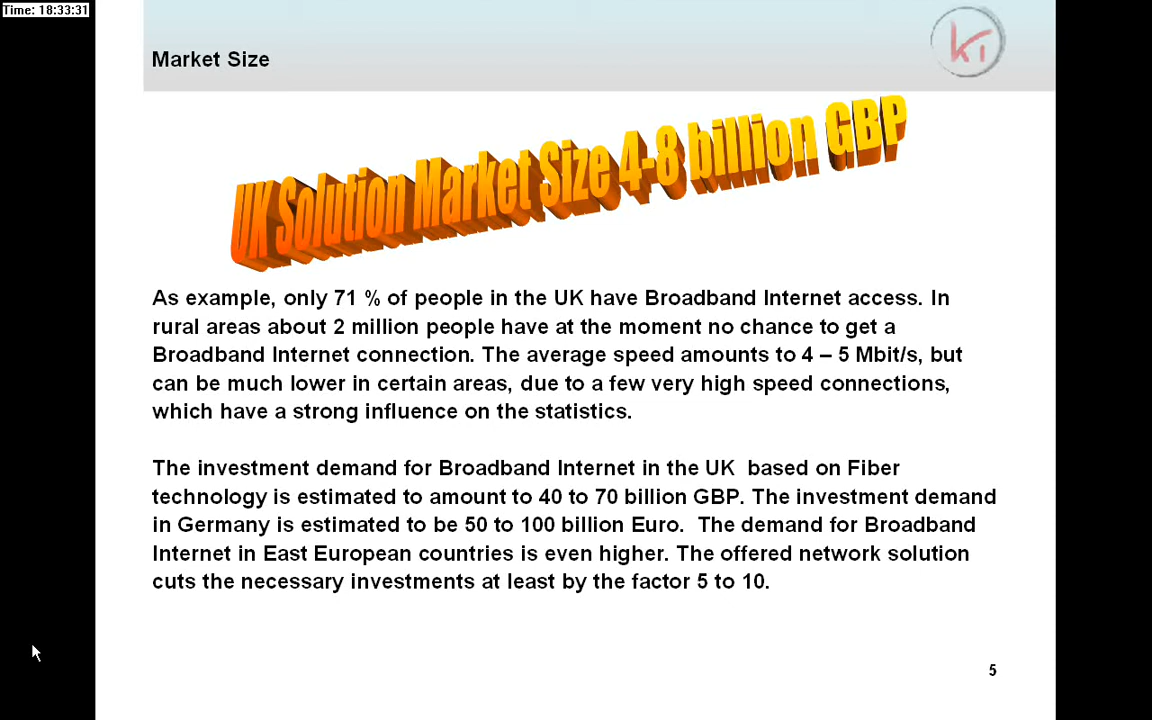 Time: 18:33:31
Market Size
KI
UK Solution Market Size 4-8 billion GBP
As example, only 71 % of people in the UK have Broadband Internet access. In
rural areas about 2 million people have at the moment no chance to get a
Broadband Internet connection. The average speed amounts to 4 – 5 Mbit/s, but
can be much lower in certain areas, due to a few very high speed connections,
which have a strong influence on the statistics.
The investment demand for Broadband Internet in the UK  based on Fiber
technology is estimated to amount to 40 to 70 billion GBP. The investment demand
in Germany is estimated to be 50 to 100 billion Euro.  The demand for Broadband
Internet in East European countries is even higher. The offered network solution
cuts the necessary investments at least by the factor 5 to 10.
5